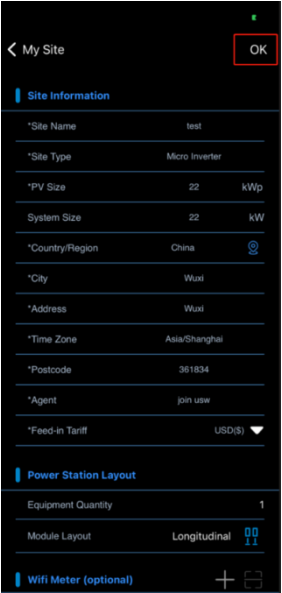 My Site OK
Site Information
*Site Name test
*Site Type Micro Inverter
*PV Size 22 kWp
System Size 22 kW
*Country/Region China
*City Wuxi
*Address Wuxi
*Time Zone Asia/Shanghai
*Postcode 361834
*Agent join usw
*Feed-in Tariff USD($)
Power Station Layout
Equipment Quantity 1
Module Layout Longitudinal
Wifi Meter (optional)